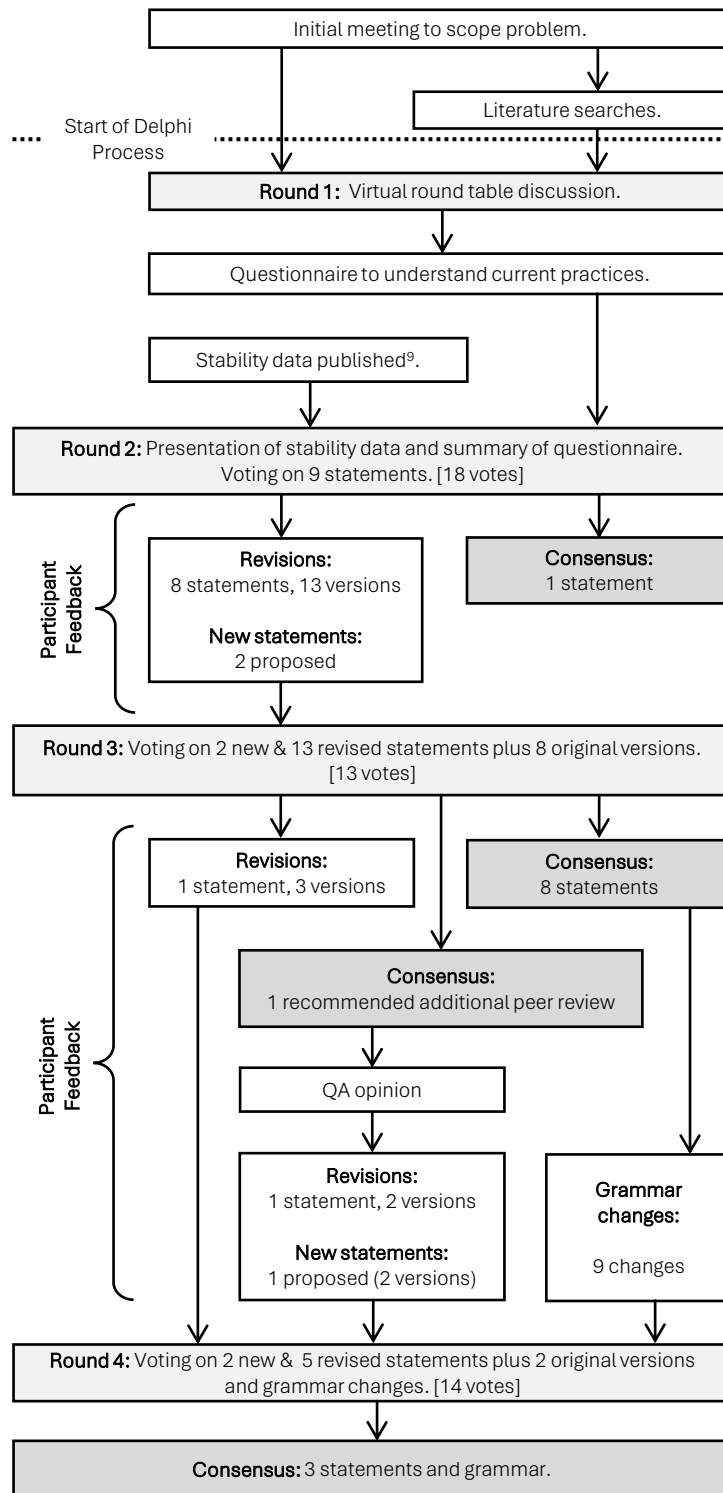 Initial meeting to scope problem.
Literature searches.
Start of Delphi
Process
Round 1: Virtual round table discussion.
Questionnaire to understand current practices.
Stability data published⁹.
Round 2: Presentation of stability data and summary of questionnaire.
Voting on 9 statements. [18 votes]
Participant
Feedback
Revisions:
8 statements, 13 versions
New statements:
2 proposed
Consensus:
1 statement
Round 3: Voting on 2 new & 13 revised statements plus 8 original versions.
[13 votes]
Participant
Feedback
Revisions:
1 statement, 3 versions
Consensus:
8 statements
Consensus:
1 recommended additional peer review
QA opinion
Revisions:
1 statement, 2 versions
New statements:
1 proposed (2 versions)
Grammar
changes:
9 changes
Round 4: Voting on 2 new & 5 revised statements plus 2 original versions
and grammar changes. [14 votes]
Consensus: 3 statements and grammar.